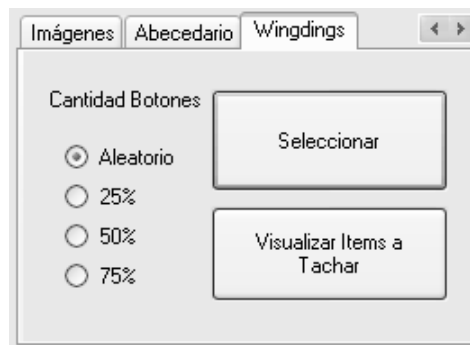 Imágenes Abecedario Wingdings
Cantidad Botones
Seleccionar
Aleatorio
25%
50%
75%
Visualizar Items a
Tachar